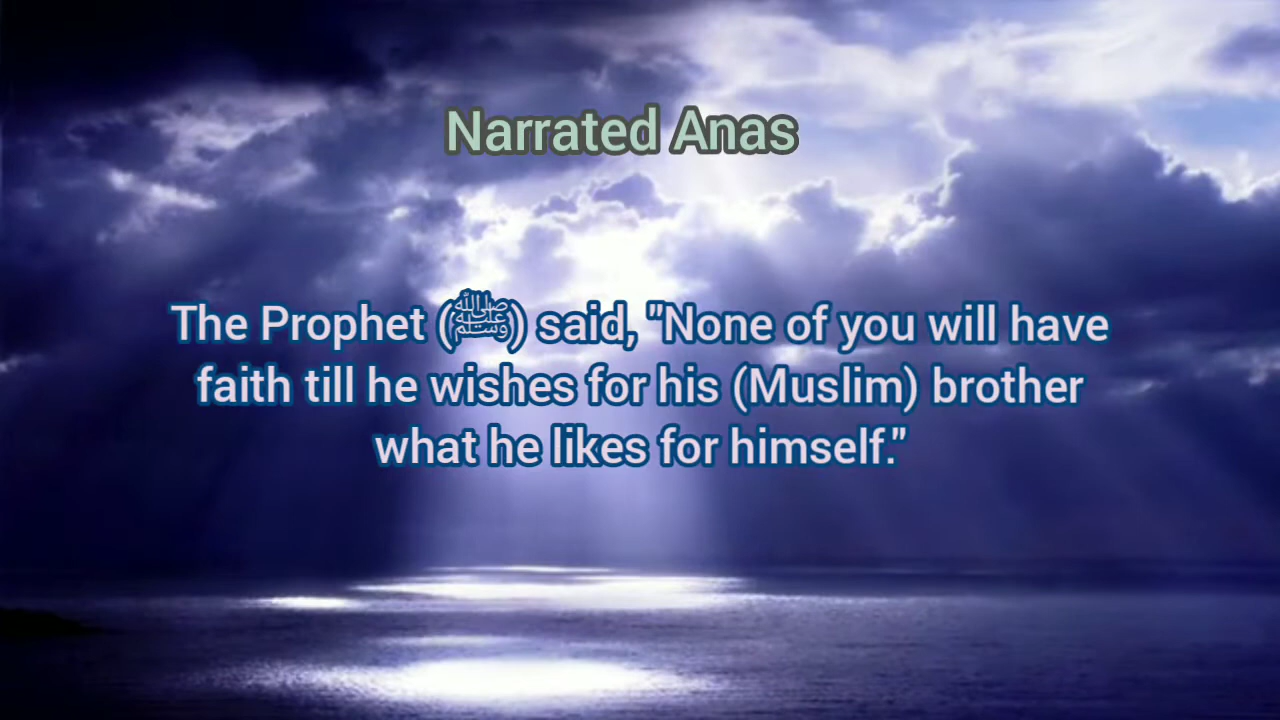 Narrated Anas
The Prophet (ﷺ) said, "None of you will have
faith till he wishes for his (Muslim) brother
what he likes for himself."